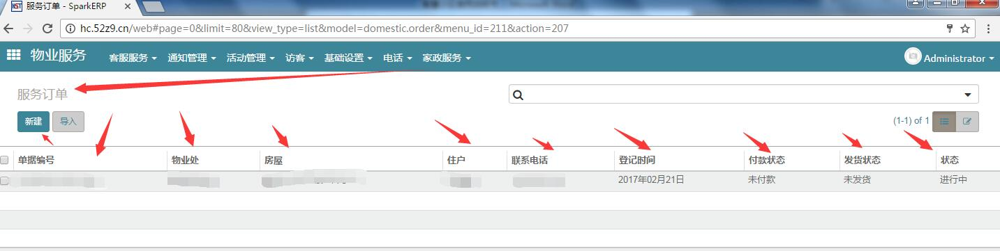 服务订单 - SparkERP
hc.52z9.cn/web#page=0&limit=80&view_type=list&model=domestic.order&menu_id=211&action=207
物业服务 客服服务 通知管理 活动管理 访客 基础设置 电话 家政服务 Administrator
服务订单
新建 导入 (1-1) of 1
单据编号 物业处 房屋 住户 联系电话 登记时间 付款状态 发货状态 状态
2017年02月21日 未付款 未发货 进行中